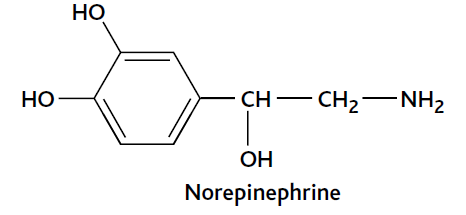 HO
HO CH CH₂ NH₂
OH
Norepinephrine